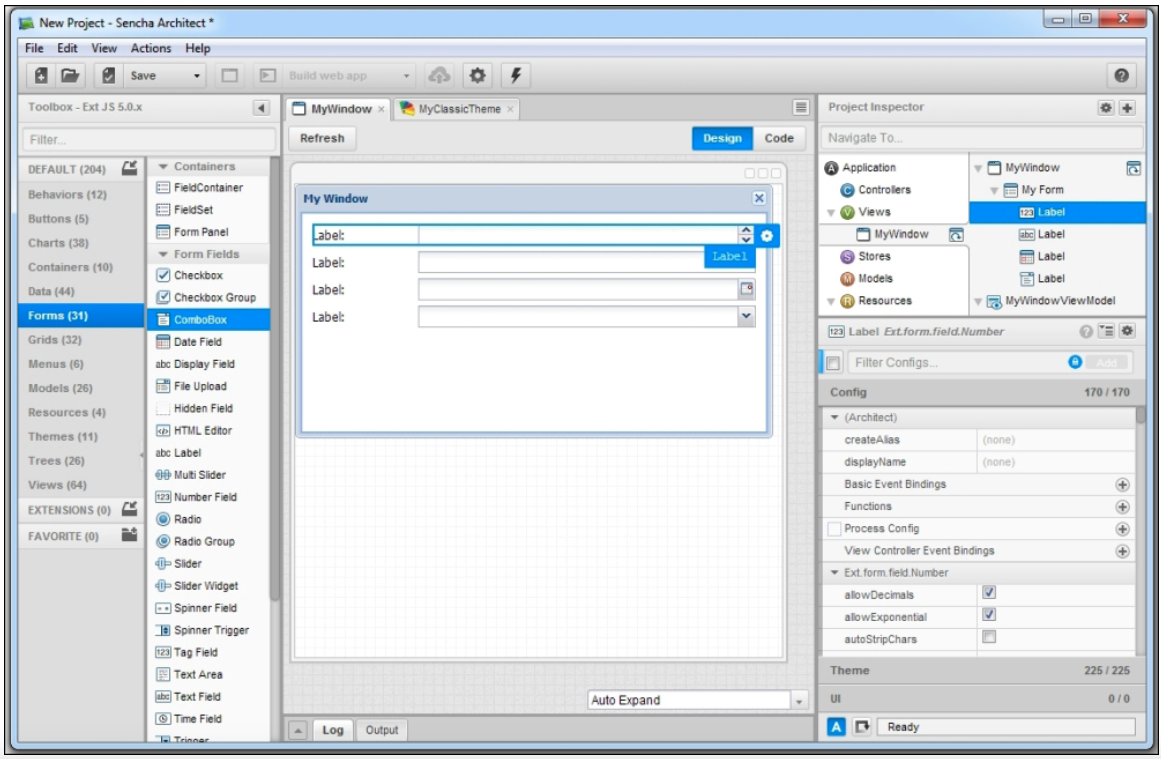 New Project - Sencha Architect *
File Edit View Actions Help
Save
Build web app
Toolbox - Ext JS 5.0.x
Filter...
DEFAULT (204)
Behaviors (12)
Buttons (5)
Charts (38)
Containers (10)
Data (44)
Forms (31)
Grids (32)
Menus (6)
Models (26)
Resources (4)
Themes (11)
Trees (26)
Views (64)
EXTENSIONS (0)
FAVORITE (0)
Containers
FieldContainer
FieldSet
Form Panel
Form Fields
Checkbox
Checkbox Group
ComboBox
Date Field
abc Display Field
File Upload
Hidden Field
HTML Editor
abc Label
Multi Slider
123 Number Field
Radio
Radio Group
Slider
Slider Widget
Spinner Field
Spinner Trigger
123 Tag Field
Text Area
abc Text Field
Time Field
Trigger
MyWindow ×
MyClassicTheme ×
Refresh
Design Code
My Window
Label:
Label
Label:
Label:
Label:
Auto Expand
Log Output
Project Inspector
Navigate To...
Application
Controllers
Views
MyWindow
Stores
Models
Resources
MyWindow
My Form
123 Label
abc Label
Label
Label
MyWindowViewModel
123 Label Ext.form.field.Number
Filter Configs...
Add
Config 170 / 170
(Architect)
createAlias (none)
displayName (none)
Basic Event Bindings
Functions
Process Config
View Controller Event Bindings
Ext.form.field.Number
allowDecimals
allowExponential
autoStripChars
Theme 225 / 225
UI 0 / 0
A
Ready